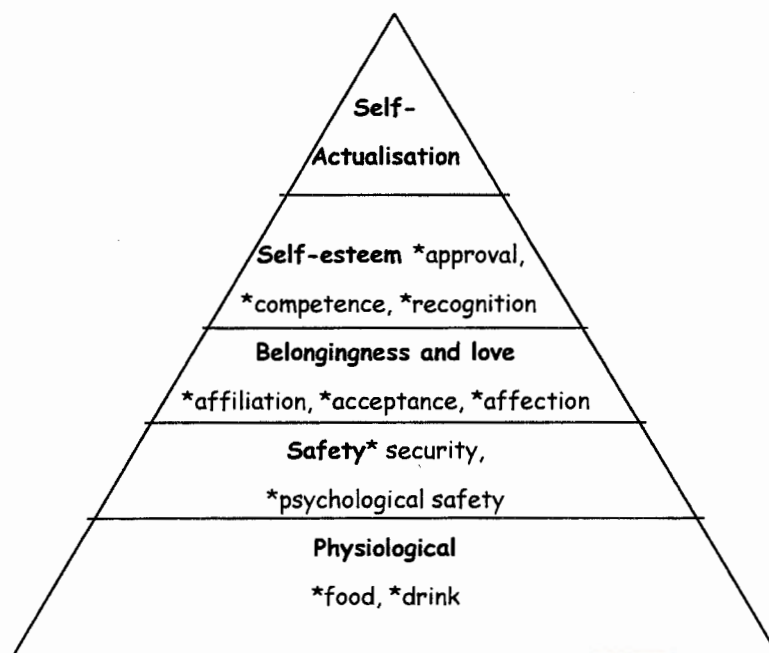 Self-
Actualisation
Self-esteem *approval,
*competence, *recognition
Belongingness and love
*affiliation, *acceptance, *affection
Safety* security,
*psychological safety
Physiological
*food, *drink